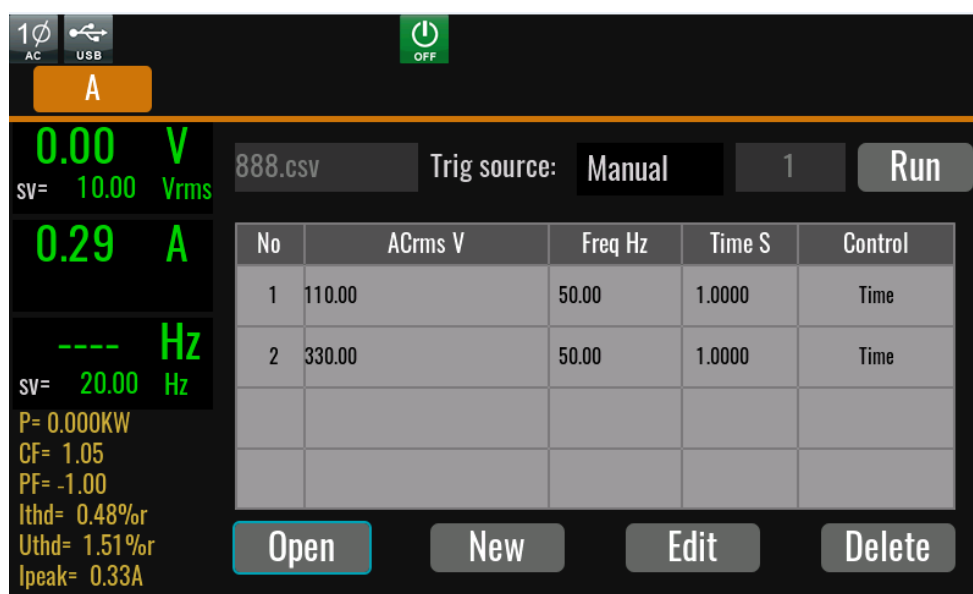 1Ø
AC
USB
OFF
A
0.00 V
sv= 10.00 Vrms
0.29 A
---- Hz
sv= 20.00 Hz
P= 0.000KW
CF= 1.05
PF= -1.00
Ithd= 0.48%r
Uthd= 1.51%r
Ipeak= 0.33A
888.csv Trig source: Manual 1 Run
No ACrms V Freq Hz Time S Control
1 110.00 50.00 1.0000 Time
2 330.00 50.00 1.0000 Time
Open New Edit Delete